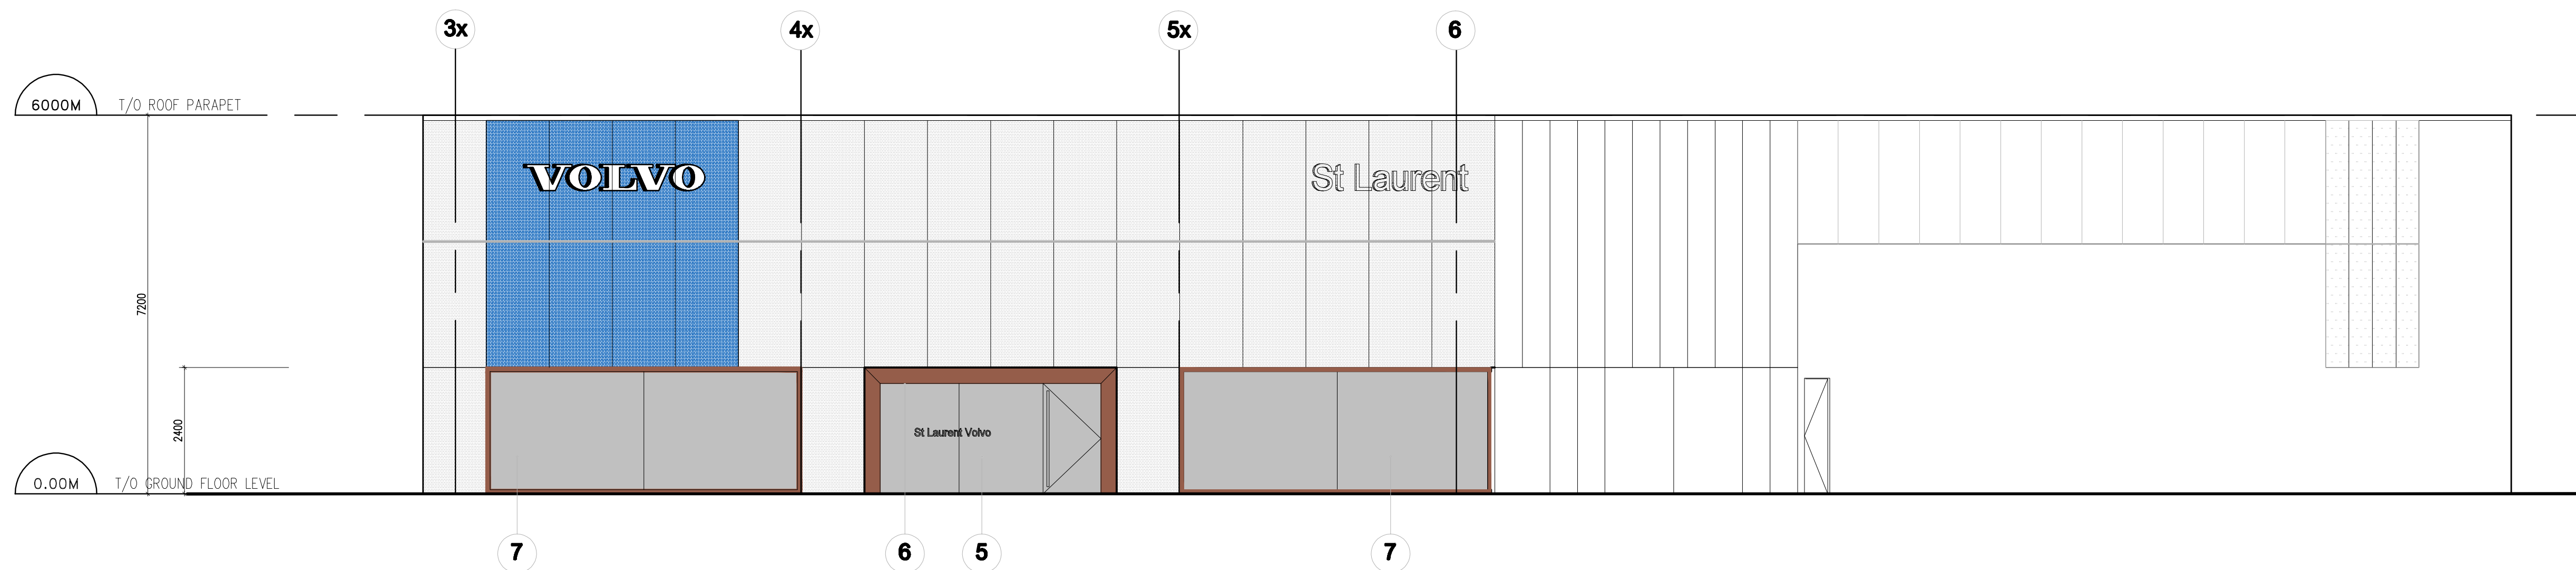 3x
4x
5x
6
6000M
T/O ROOF PARAPET
VOLVO
St Laurent
7200
2400
St Laurent Volvo
0.00M
T/O GROUND FLOOR LEVEL
7
6
5
7